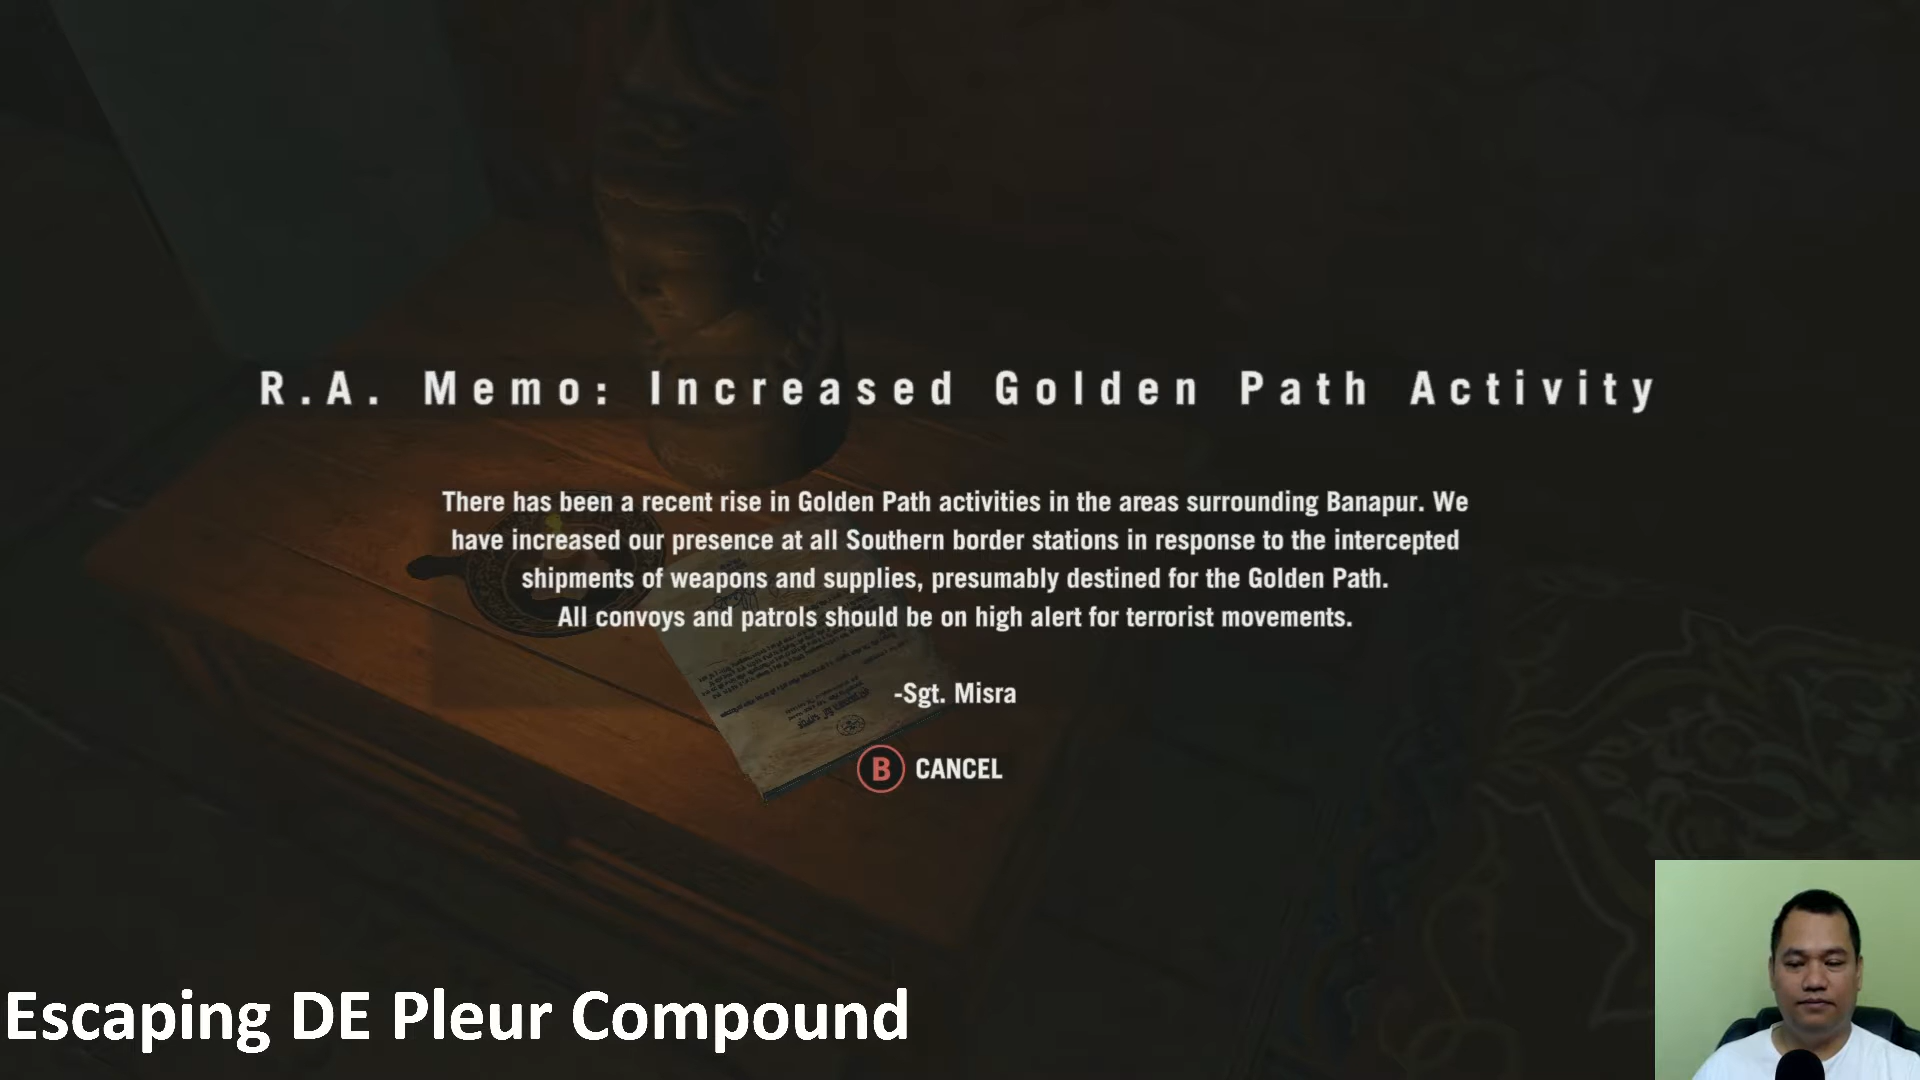 R.A. Memo: Increased Golden Path Activity
There has been a recent rise in Golden Path activities in the areas surrounding Banapur. We
have increased our presence at all Southern border stations in response to the intercepted
shipments of weapons and supplies, presumably destined for the Golden Path.
All convoys and patrols should be on high alert for terrorist movements.
-Sgt. Misra
B CANCEL
Escaping DE Pleur Compound